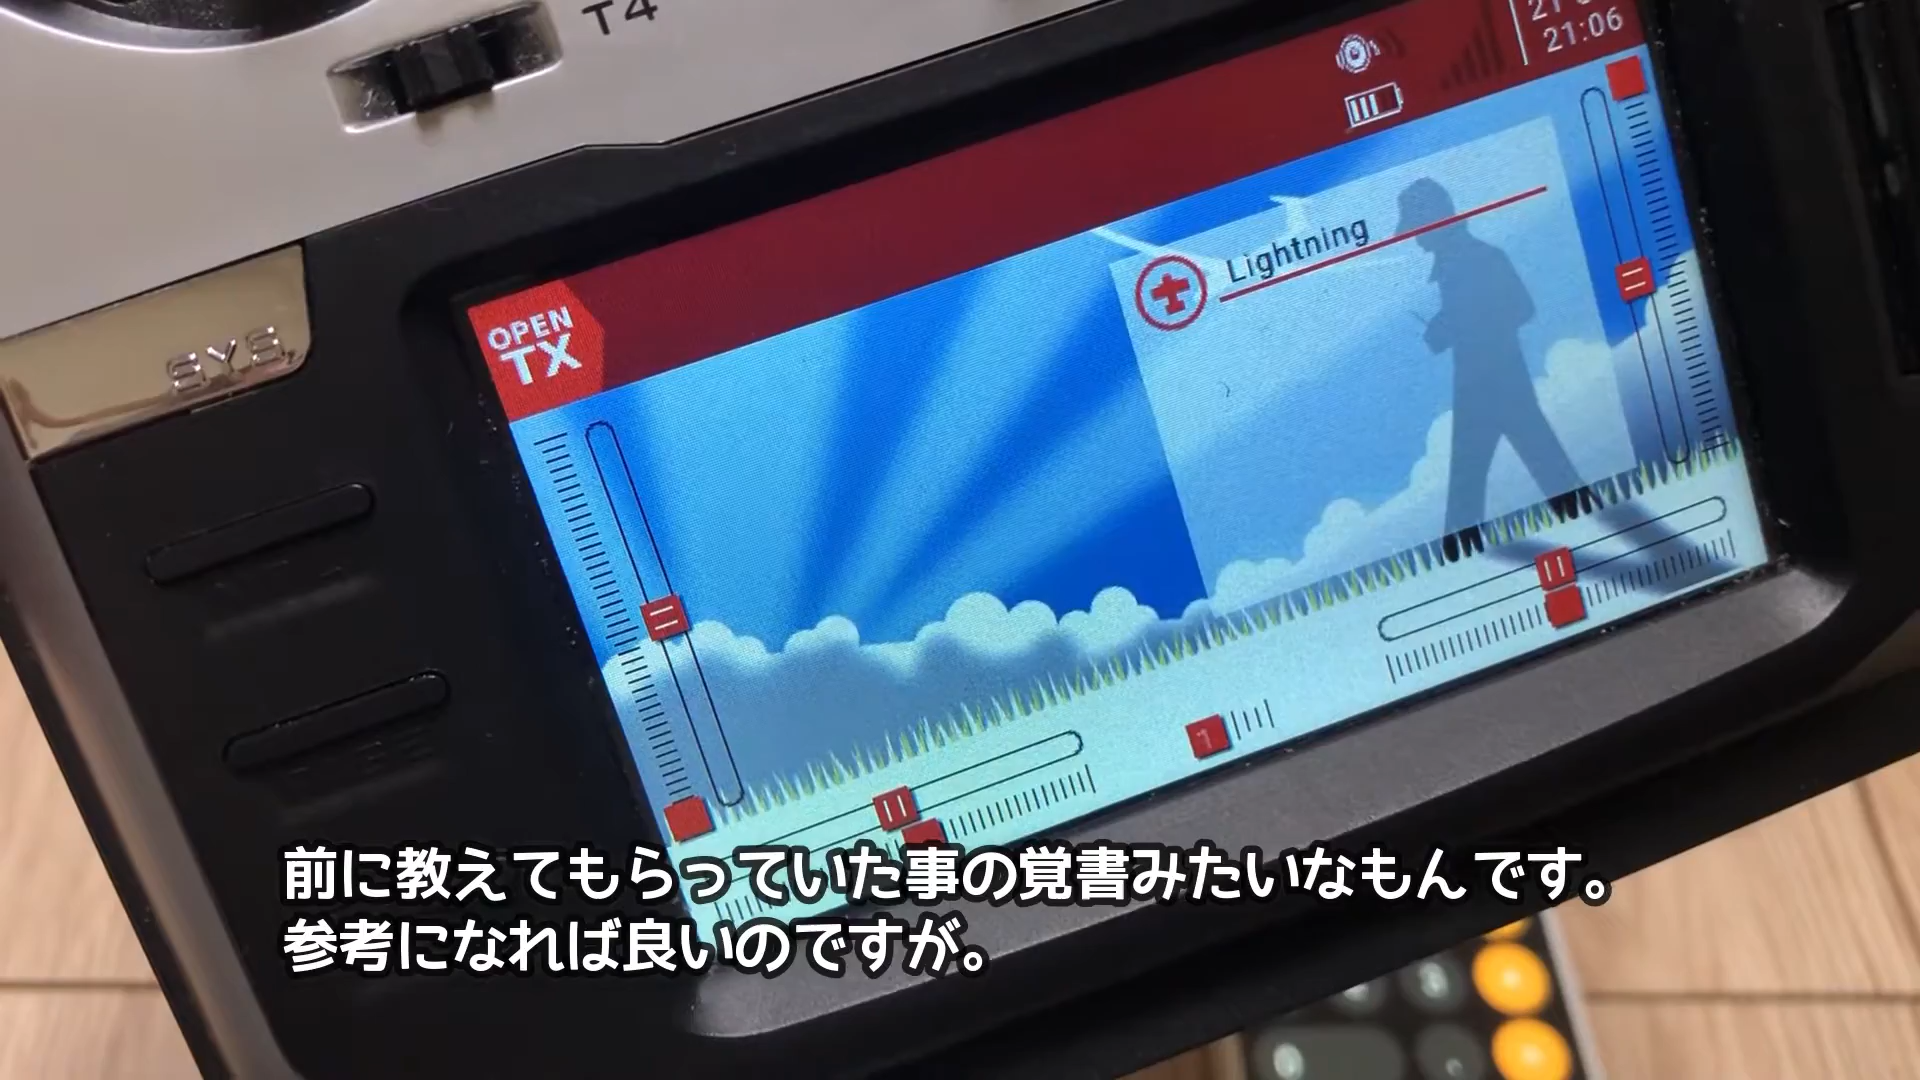 T4
21:06
OPEN
TX
Lightning
SYS
1
前に教えてもらっていた事の覚書みたいなもんです。
参考になれば良いのですが。